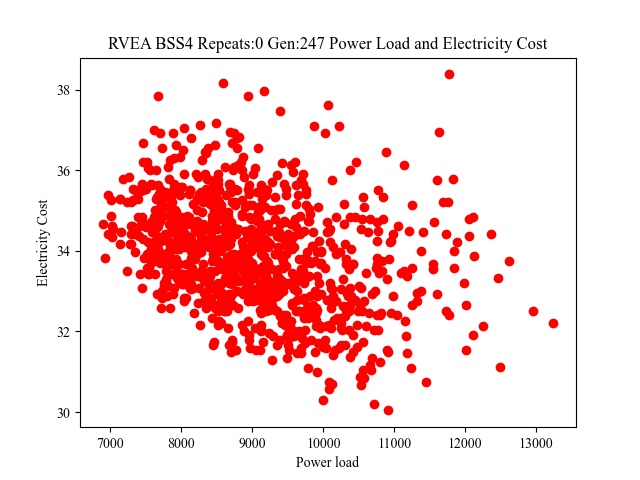 RVEA BSS4 Repeats:0 Gen:247 Power Load and Electricity Cost
38
36
34
32
30
Electricity Cost
7000 8000 9000 10000 11000 12000 13000
Power load